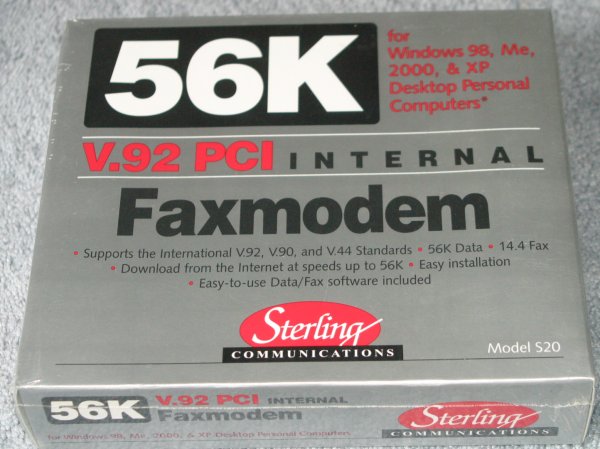 56K
for
Windows 98, Me,
2000, & XP
Desktop Personal
Computers*
V.92 PCI INTERNAL
Faxmodem
• Supports the International V.92, V.90, and V.44 Standards • 56K Data • 14.4 Fax
• Download from the Internet at speeds up to 56K • Easy installation
• Easy-to-use Data/Fax software included
Sterling
COMMUNICATIONS
Model S20
56K
V.92 PCI INTERNAL
Faxmodem
for Windows 98, Me, 2000, & XP Desktop Personal Computers
Sterling
COMMUNICATIONS